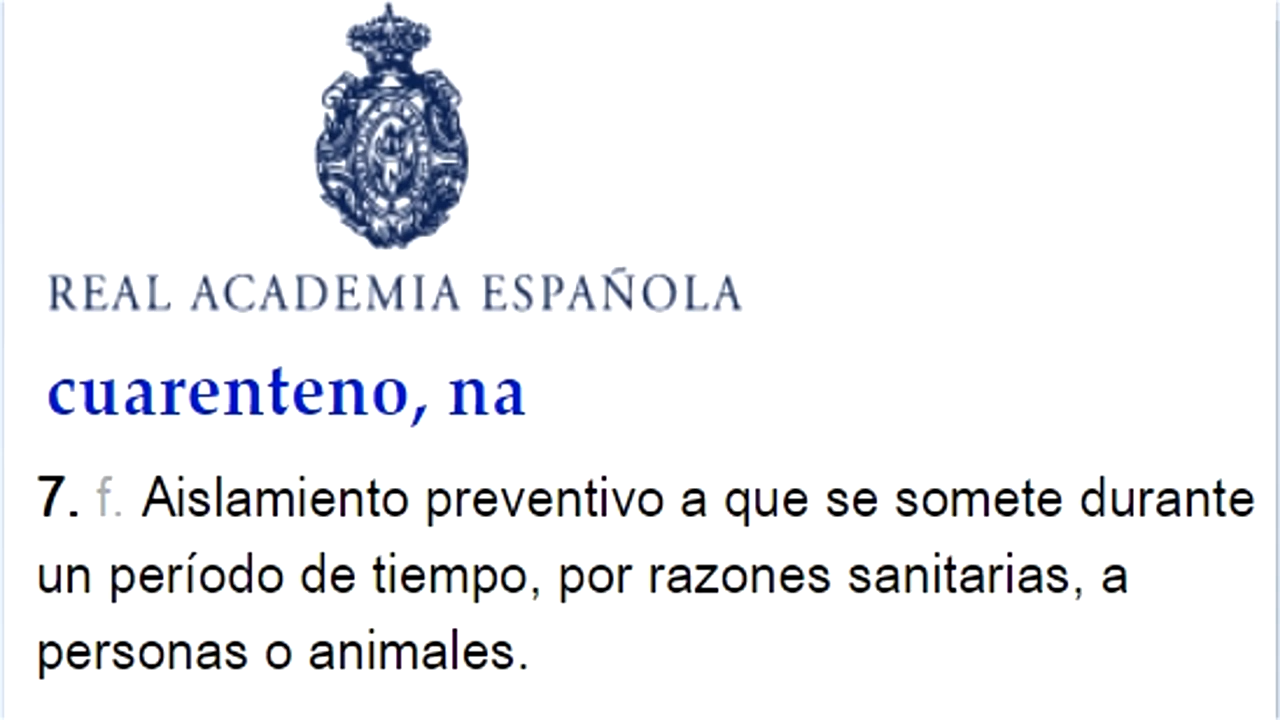 REAL ACADEMIA ESPAÑOLA
cuarenteno, na
7. f. Aislamiento preventivo a que se somete durante
un período de tiempo, por razones sanitarias, a
personas o animales.